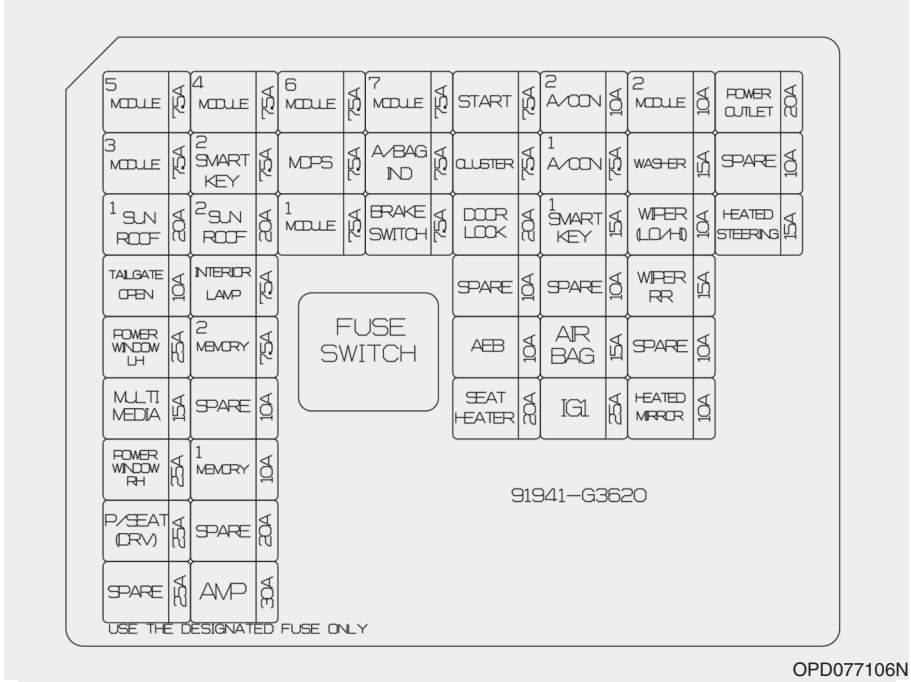 5 MODULE 7.5A 4 MODULE 7.5A 6 MODULE 7.5A 7 MODULE 7.5A START 7.5A 2 A/CON 10A 2 MODULE 10A POWER OUTLET 20A
3 MODULE 7.5A 2 SMART KEY 7.5A MDPS 7.5A A/BAG IND 7.5A CLUSTER 7.5A 1 A/CON 7.5A WASHER 15A SPARE 10A
1 SUN ROOF 20A 2 SUN ROOF 20A 1 MODULE 7.5A BRAKE SWITCH 7.5A DOOR LOCK 20A 1 SMART KEY 15A WIPER (LO/HI) 10A HEATED STEERING 15A
TAILGATE OPEN 10A INTERIOR LAMP 7.5A SPARE 10A SPARE 10A WIPER RR 15A
POWER WINDOW LH 25A 2 MEMORY 7.5A FUSE SWITCH AEB 10A AIR BAG 15A SPARE 10A
MULTI MEDIA 15A SPARE 10A SEAT HEATER 20A IG1 25A HEATED MIRROR 10A
POWER WINDOW RH 25A 1 MEMORY 10A
91941-G3620
P/SEAT (DRV) 25A SPARE 20A
SPARE 25A AMP 30A
USE THE DESIGNATED FUSE ONLY
OPD077106N